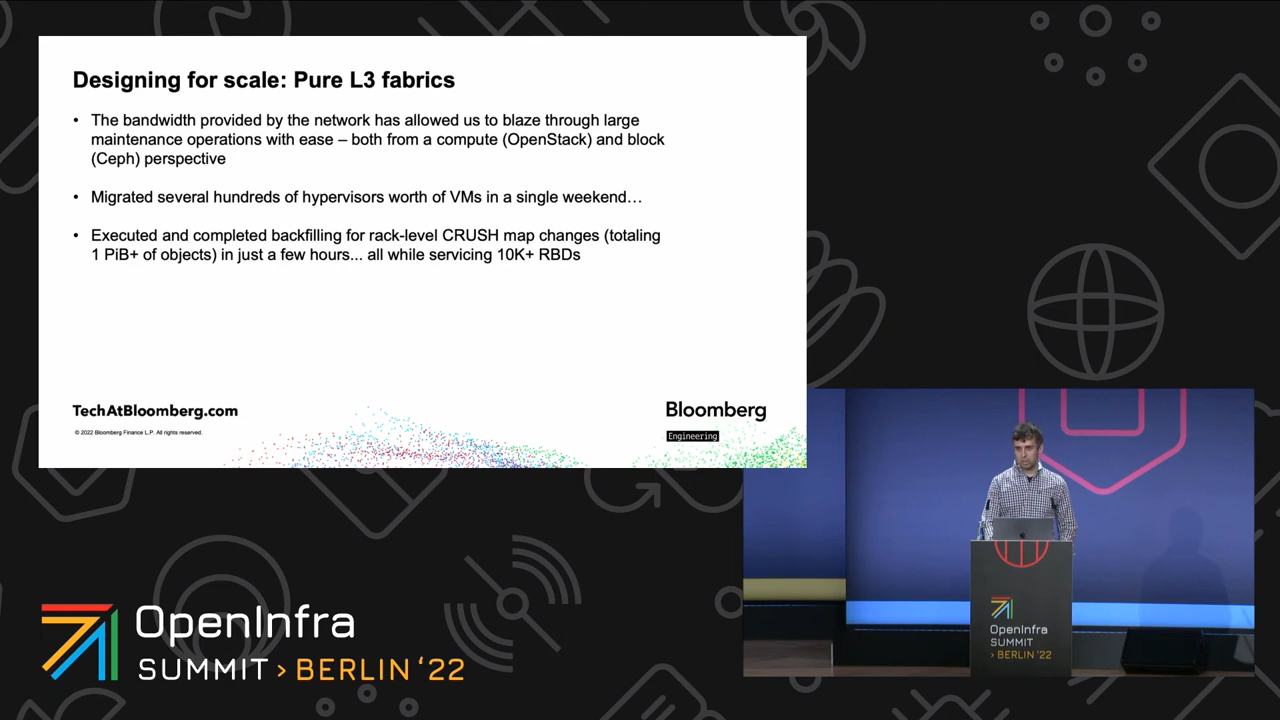 Designing for scale: Pure L3 fabrics
• The bandwidth provided by the network has allowed us to blaze through large
maintenance operations with ease – both from a compute (OpenStack) and block
(Ceph) perspective
• Migrated several hundreds of hypervisors worth of VMs in a single weekend…
• Executed and completed backfilling for rack-level CRUSH map changes (totaling
1 PiB+ of objects) in just a few hours... all while servicing 10K+ RBDs
TechAtBloomberg.com
© 2022 Bloomberg Finance L.P. All rights reserved.
Bloomberg
Engineering
OpenInfra
SUMMIT › BERLIN ‘22
OpenInfra
SUMMIT
› BERLIN ’22